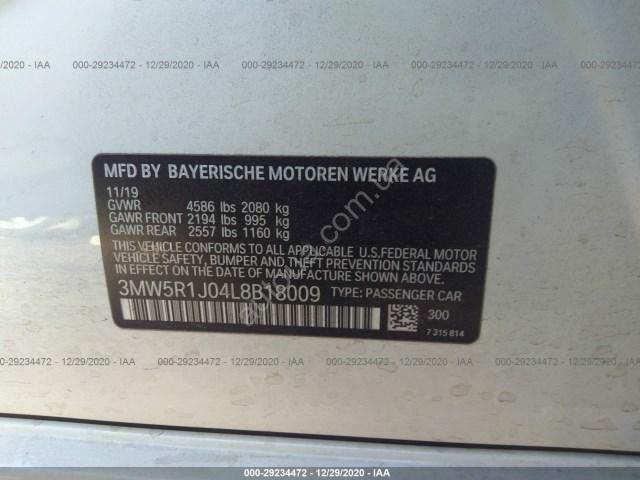 000-29234472 - 12/29/2020 - IAA
MFD BY BAYERISCHE MOTOREN WERKE AG
11/19
GVWR 4586 lbs 2080 kg
GAWR FRONT 2194 lbs 995 kg
GAWR REAR 2557 lbs 1160 kg
THIS VEHICLE CONFORMS TO ALL APPLICABLE U.S.FEDERAL MOTOR
VEHICLE SAFETY, BUMPER, AND THEFT PREVENTION STANDARDS
IN EFFECT ON THE DATE OF MANUFACTURE SHOWN ABOVE.
3MW5R1J04L8B18009 TYPE: PASSENGER CAR
300
7 315 814
000-29234472 - 12/29/2020 - IAA